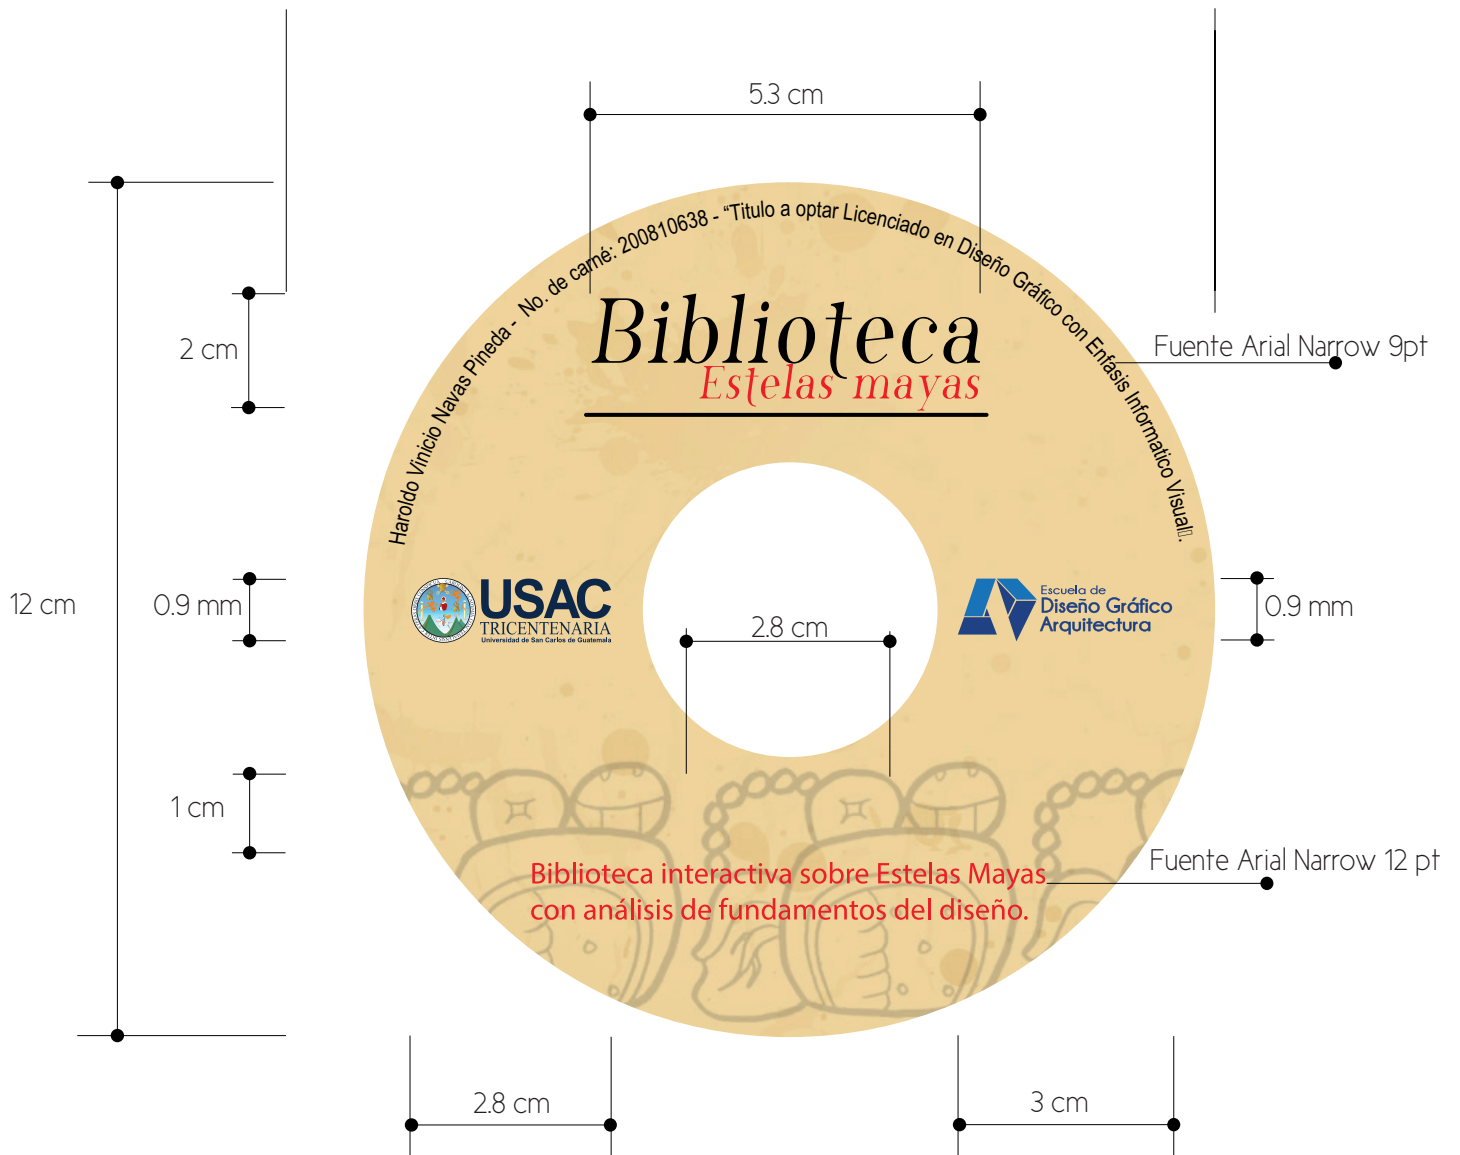 5.3 cm
Haroldo Vinicio Navas Pineda - No. de carné: 200810638 - “Titulo a optar Licenciado en Diseño Gráfico con Enfásis Informatico Visual.
Biblioteca
Estelas mayas
2 cm
Fuente Arial Narrow 9pt
12 cm
0.9 mm
USAC
TRICENTENARIA
Universidad de San Carlos de Guatemala
2.8 cm
Escuela de
Diseño Gráfico
Arquitectura
0.9 mm
1 cm
Biblioteca interactiva sobre Estelas Mayas
con análisis de fundamentos del diseño.
Fuente Arial Narrow 12 pt
2.8 cm
3 cm